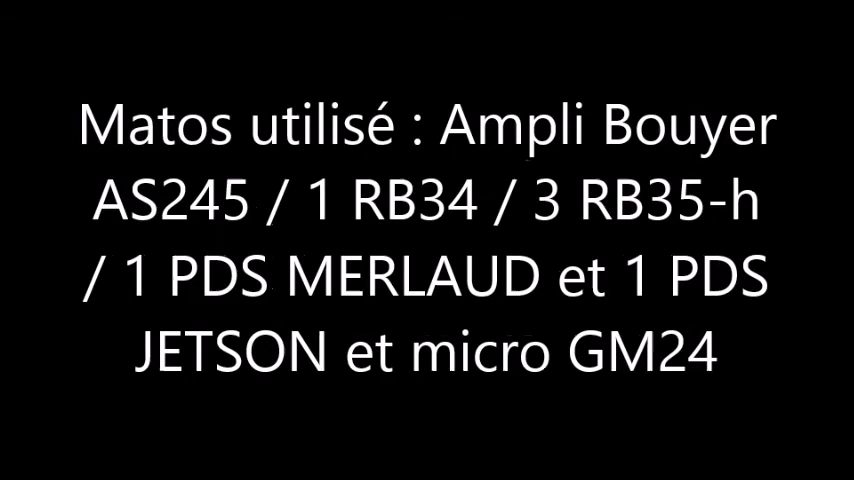 Matos utilisé : Ampli Bouyer
AS245 / 1 RB34 / 3 RB35-h
/ 1 PDS MERLAUD et 1 PDS
JETSON et micro GM24